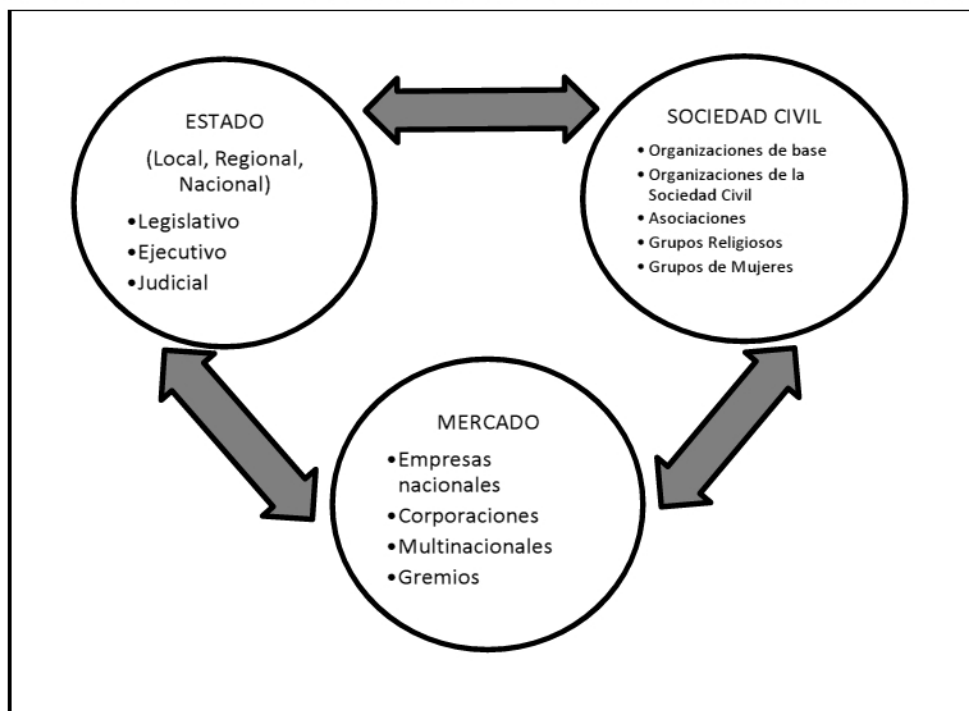 ESTADO
(Local, Regional,
Nacional)
•Legislativo
•Ejecutivo
•Judicial
SOCIEDAD CIVIL
• Organizaciones de base
• Organizaciones de la
Sociedad Civil
• Asociaciones
• Grupos Religiosos
• Grupos de Mujeres
MERCADO
•Empresas
nacionales
•Corporaciones
•Multinacionales
•Gremios